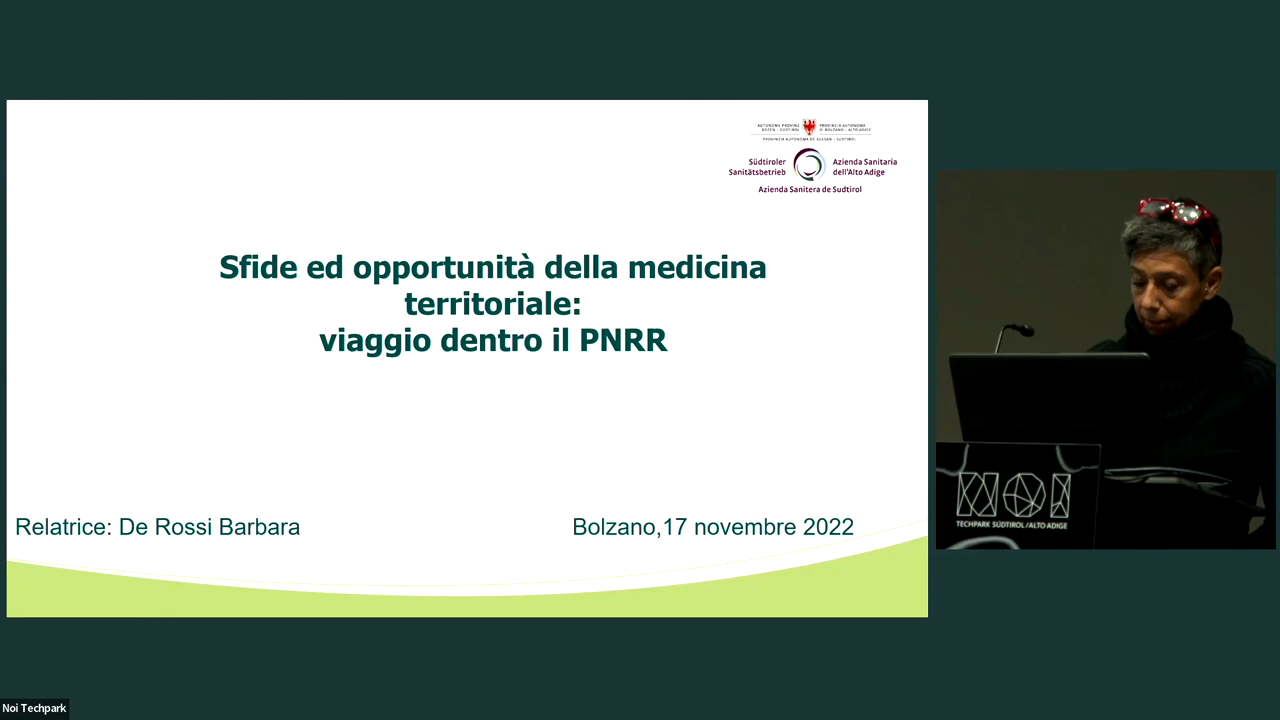 AUTONOME PROVINZ
BOZEN - SÜDTIROL
PROVINCIA AUTONOMA
DI BOLZANO - ALTO ADIGE
PROVINZIA AUTONOMA DE BULSAN - SÜDTIROL
Südtiroler
Sanitätsbetrieb
Azienda Sanitaria
dell'Alto Adige
Azienda Sanitera de Sudtirol
Sfide ed opportunità della medicina
territoriale:
viaggio dentro il PNRR
Relatrice: De Rossi Barbara
Bolzano,17 novembre 2022
NOI
TECHPARK SÜDTIROL/ALTO ADIGE
Noi Techpark